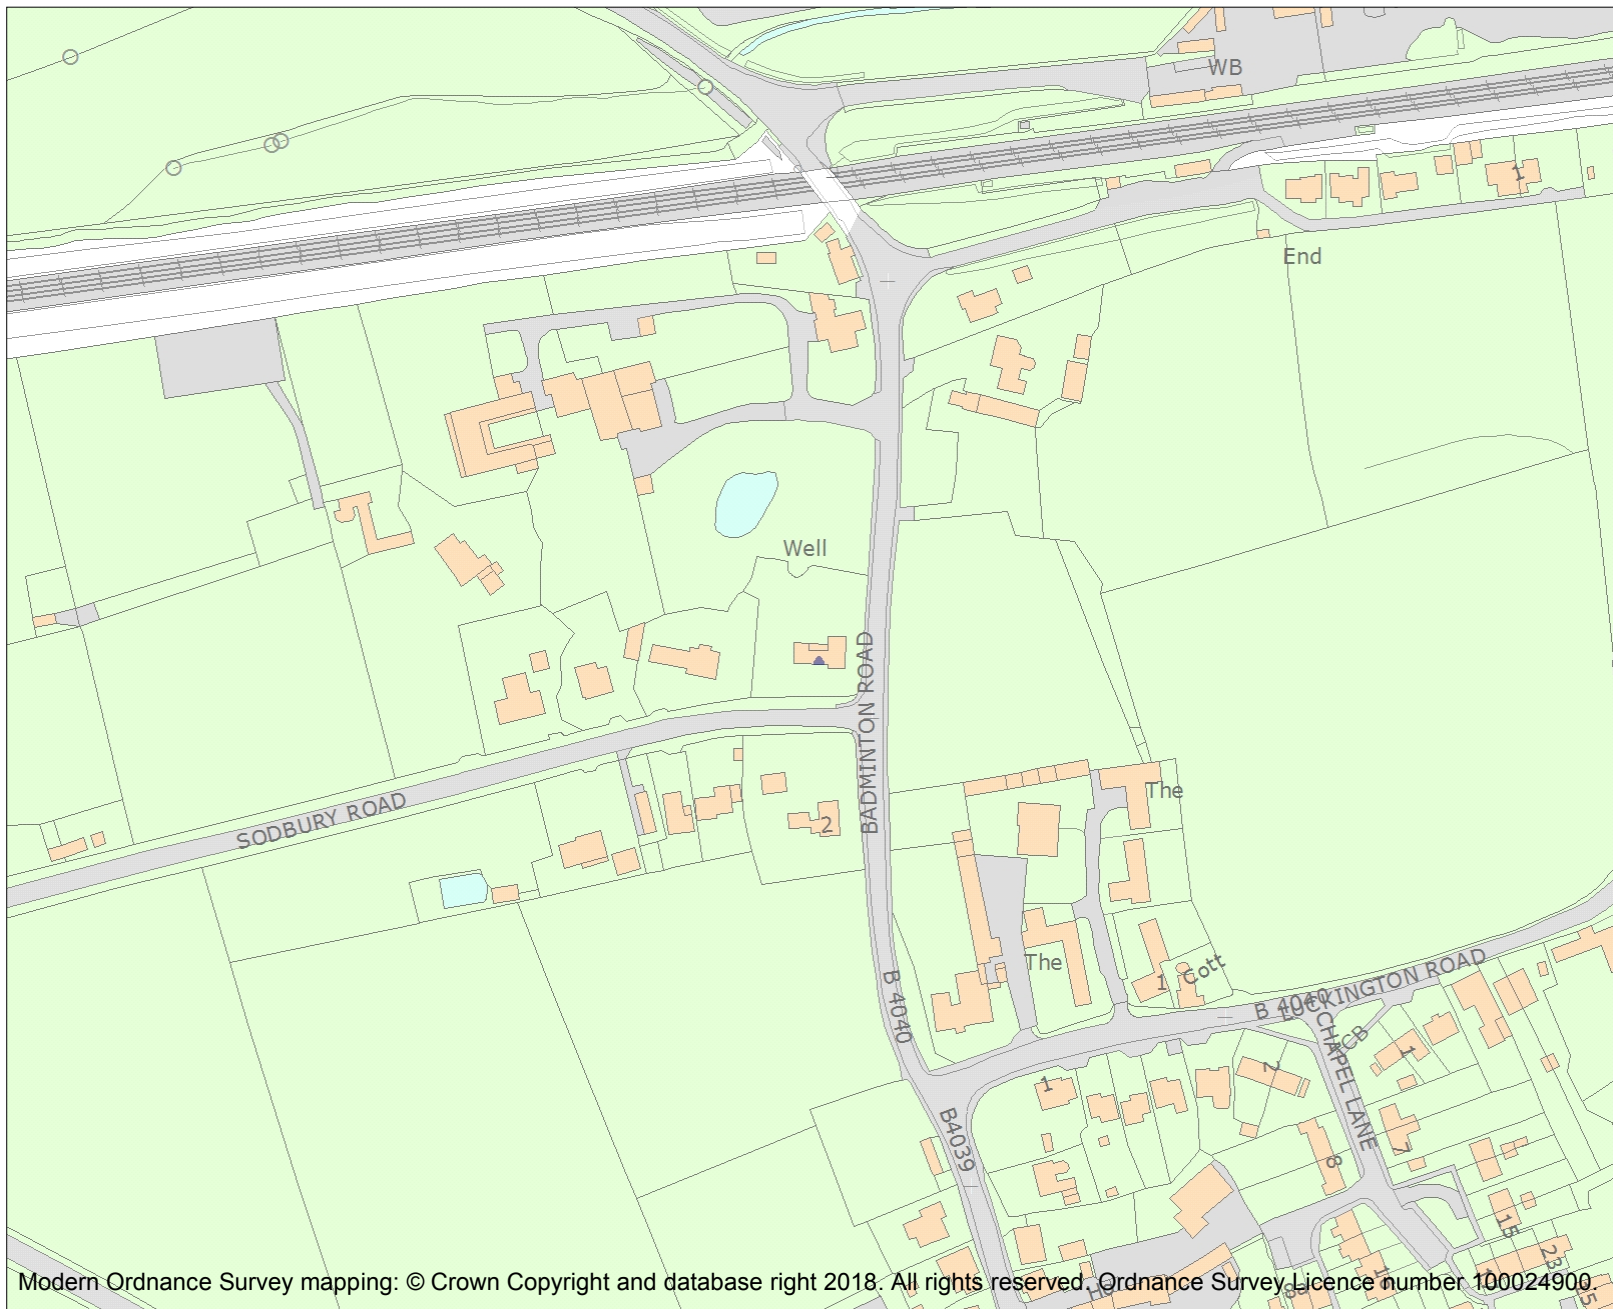 WB
1
End
Well
BADMINTON ROAD
The
SODBURY ROAD
2
The
Cott
1
B 4040
B 4040
LUCKINGTON ROAD
CHAPEL LANE
1
2
1
B4039
7
8
15
23
Modern Ordnance Survey mapping: © Crown Copyright and database right 2018. All rights reserved. Ordnance Survey Licence number 100024900.